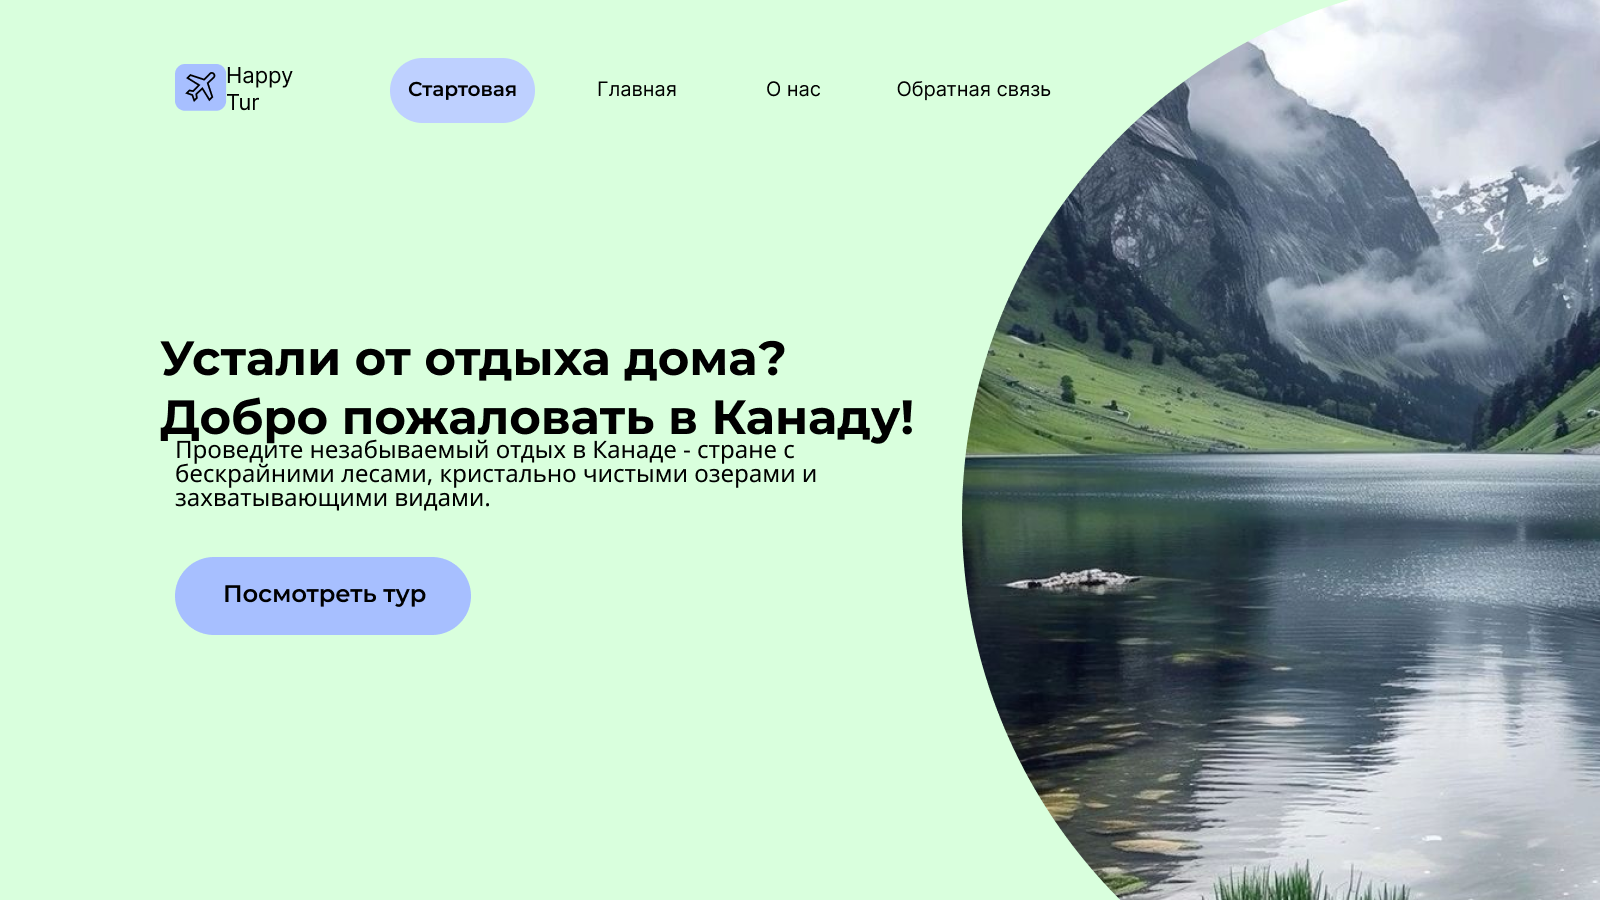 Happy
Tur
Стартовая
Главная
О нас
Обратная связь
Устали от отдыха дома?
Добро пожаловать в Канаду!
Проведите незабываемый отдых в Канаде - стране с
бескрайними лесами, кристально чистыми озерами и
захватывающими видами.
Посмотреть тур